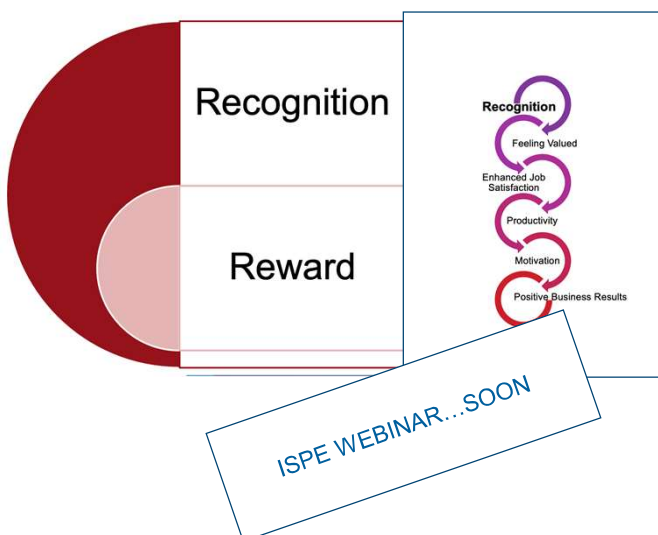 Recognition
Reward
Recognition
Feeling Valued
Enhanced Job
Satisfaction
Productivity
Motivation
Positive Business Results
ISPE WEBINAR...SOON